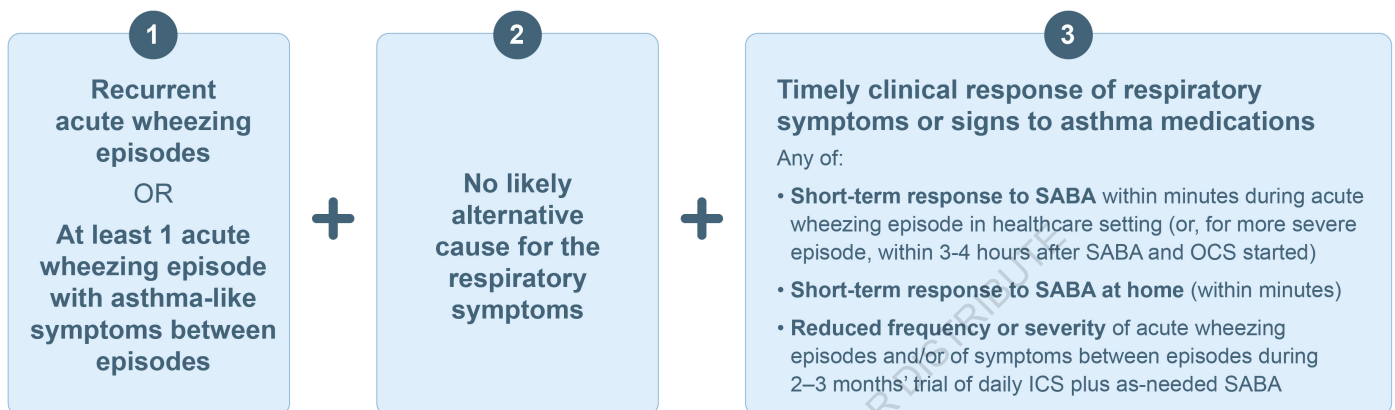 1
Recurrent
acute wheezing
episodes
OR
At least 1 acute
wheezing episode
with asthma-like
symptoms between
episodes
+
2
No likely
alternative
cause for the
respiratory
symptoms
+
3
Timely clinical response of respiratory
symptoms or signs to asthma medications
Any of:
• Short-term response to SABA within minutes during acute
wheezing episode in healthcare setting (or, for more severe
episode, within 3-4 hours after SABA and OCS started)
• Short-term response to SABA at home (within minutes)
• Reduced frequency or severity of acute wheezing
episodes and/or of symptoms between episodes during
2–3 months’ trial of daily ICS plus as-needed SABA
R DISTRIBUTE